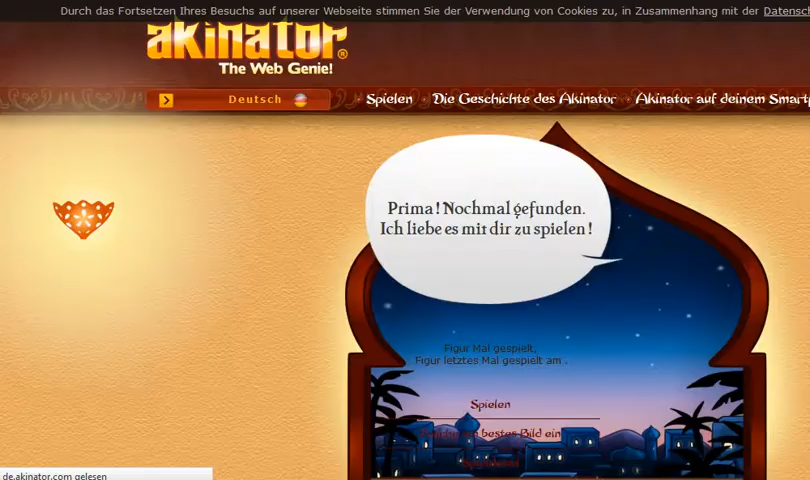 Durch das Fortsetzen Ihres Besuchs auf unserer Webseite stimmen Sie der Verwendung von Cookies zu, in Zusammenhang mit der Datensch
akinator®
The Web Genie!
Deutsch
· Spielen · Die Geschichte des Akinator · Akinator auf deinem Smartp
Prima ! Nochmal gefunden.
Ich liebe es mit dir zu spielen !
Figur Mal gespielt,
Figur letztes Mal gespielt am .
Spielen
bestes Bild ein
de.akinator.com gelesen